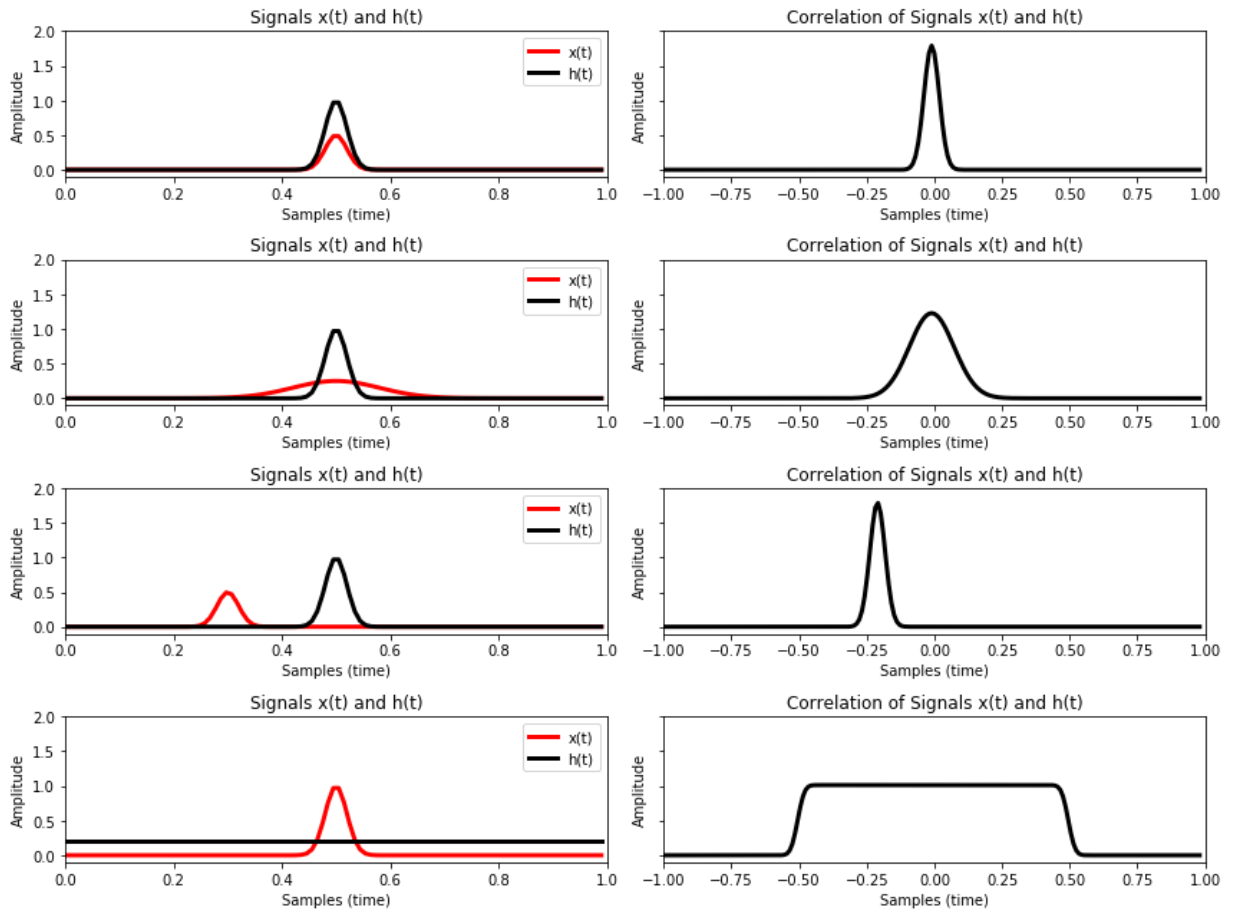 Signals x(t) and h(t)
Correlation of Signals x(t) and h(t)
2.0
1.5
1.0
0.5
0.0
Amplitude
x(t)
h(t)
Amplitude
0.0 0.2 0.4 0.6 0.8 1.0
Samples (time)
−1.00 −0.75 −0.50 −0.25 0.00 0.25 0.50 0.75 1.00
Samples (time)
Signals x(t) and h(t)
Correlation of Signals x(t) and h(t)
2.0
1.5
1.0
0.5
0.0
Amplitude
x(t)
h(t)
Amplitude
0.0 0.2 0.4 0.6 0.8 1.0
Samples (time)
−1.00 −0.75 −0.50 −0.25 0.00 0.25 0.50 0.75 1.00
Samples (time)
Signals x(t) and h(t)
Correlation of Signals x(t) and h(t)
2.0
1.5
1.0
0.5
0.0
Amplitude
x(t)
h(t)
Amplitude
0.0 0.2 0.4 0.6 0.8 1.0
Samples (time)
−1.00 −0.75 −0.50 −0.25 0.00 0.25 0.50 0.75 1.00
Samples (time)
Signals x(t) and h(t)
Correlation of Signals x(t) and h(t)
2.0
1.5
1.0
0.5
0.0
Amplitude
x(t)
h(t)
Amplitude
0.0 0.2 0.4 0.6 0.8 1.0
Samples (time)
−1.00 −0.75 −0.50 −0.25 0.00 0.25 0.50 0.75 1.00
Samples (time)